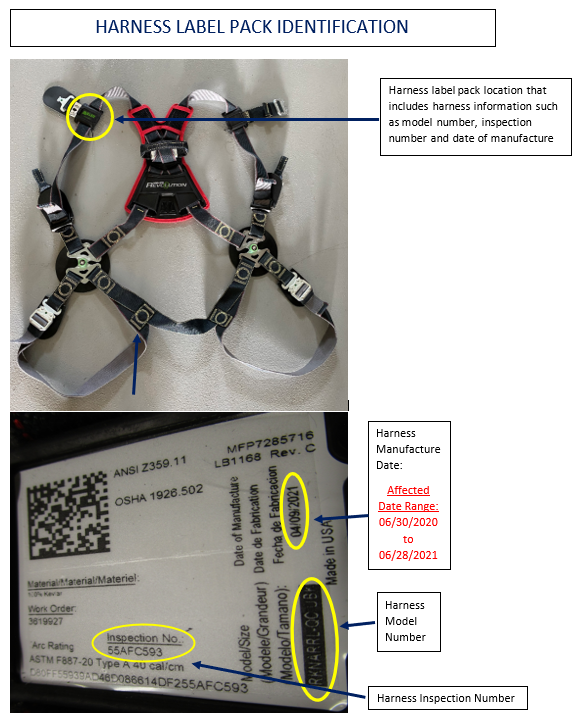 HARNESS LABEL PACK IDENTIFICATION
Harness label pack location that
includes harness information such
as model number, inspection
number and date of manufacture
REVOLUTION
Harness
Manufacture
Date:
Affected
Date Range:
06/30/2020
to
06/28/2021
Harness
Model
Number
Harness Inspection Number
ANSI Z359.11
OSHA 1926.502
MFP7285716
LB1168 Rev. C
Date of Manufacture
Date de Fabrication
Fecha de Fabricacion
04/09/2021
Made in USA
Material/Material/Materiel:
Work Order:
3619927
Arc Rating
Inspection No.
55AFC593
ASTM F887-20 Type A 40 cal/cm
Model/Size
(Modele/Grandeur)
(Modelo/Tamano):